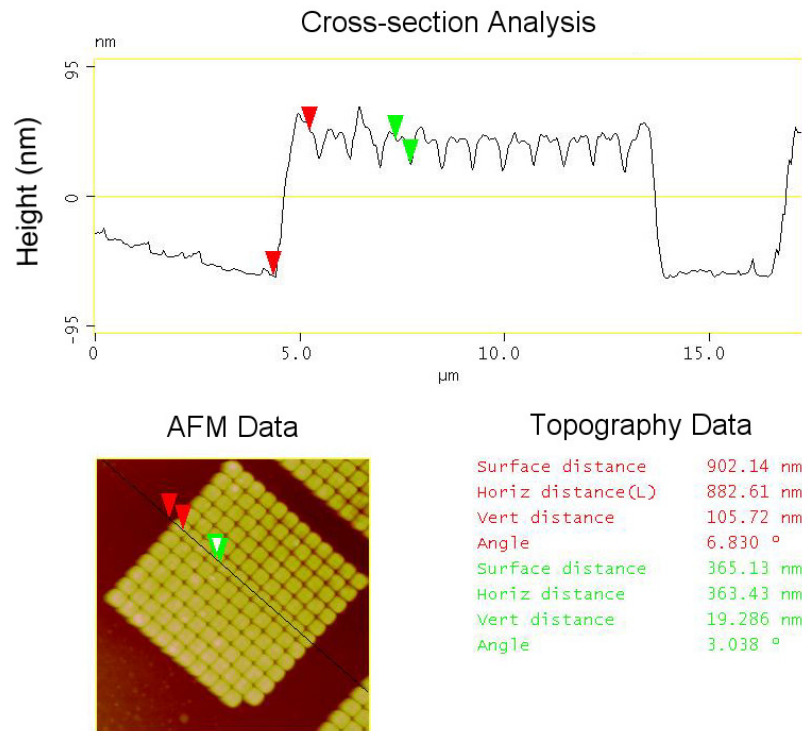 Cross-section Analysis
nm
95
Height (nm)
0
-95
0 5.0 10.0 15.0
µm
AFM Data
Topography Data
Surface distance 902.14 nm
Horiz distance(L) 882.61 nm
Vert distance 105.72 nm
Angle 6.830 °
Surface distance 365.13 nm
Horiz distance 363.43 nm
Vert distance 19.286 nm
Angle 3.038 °